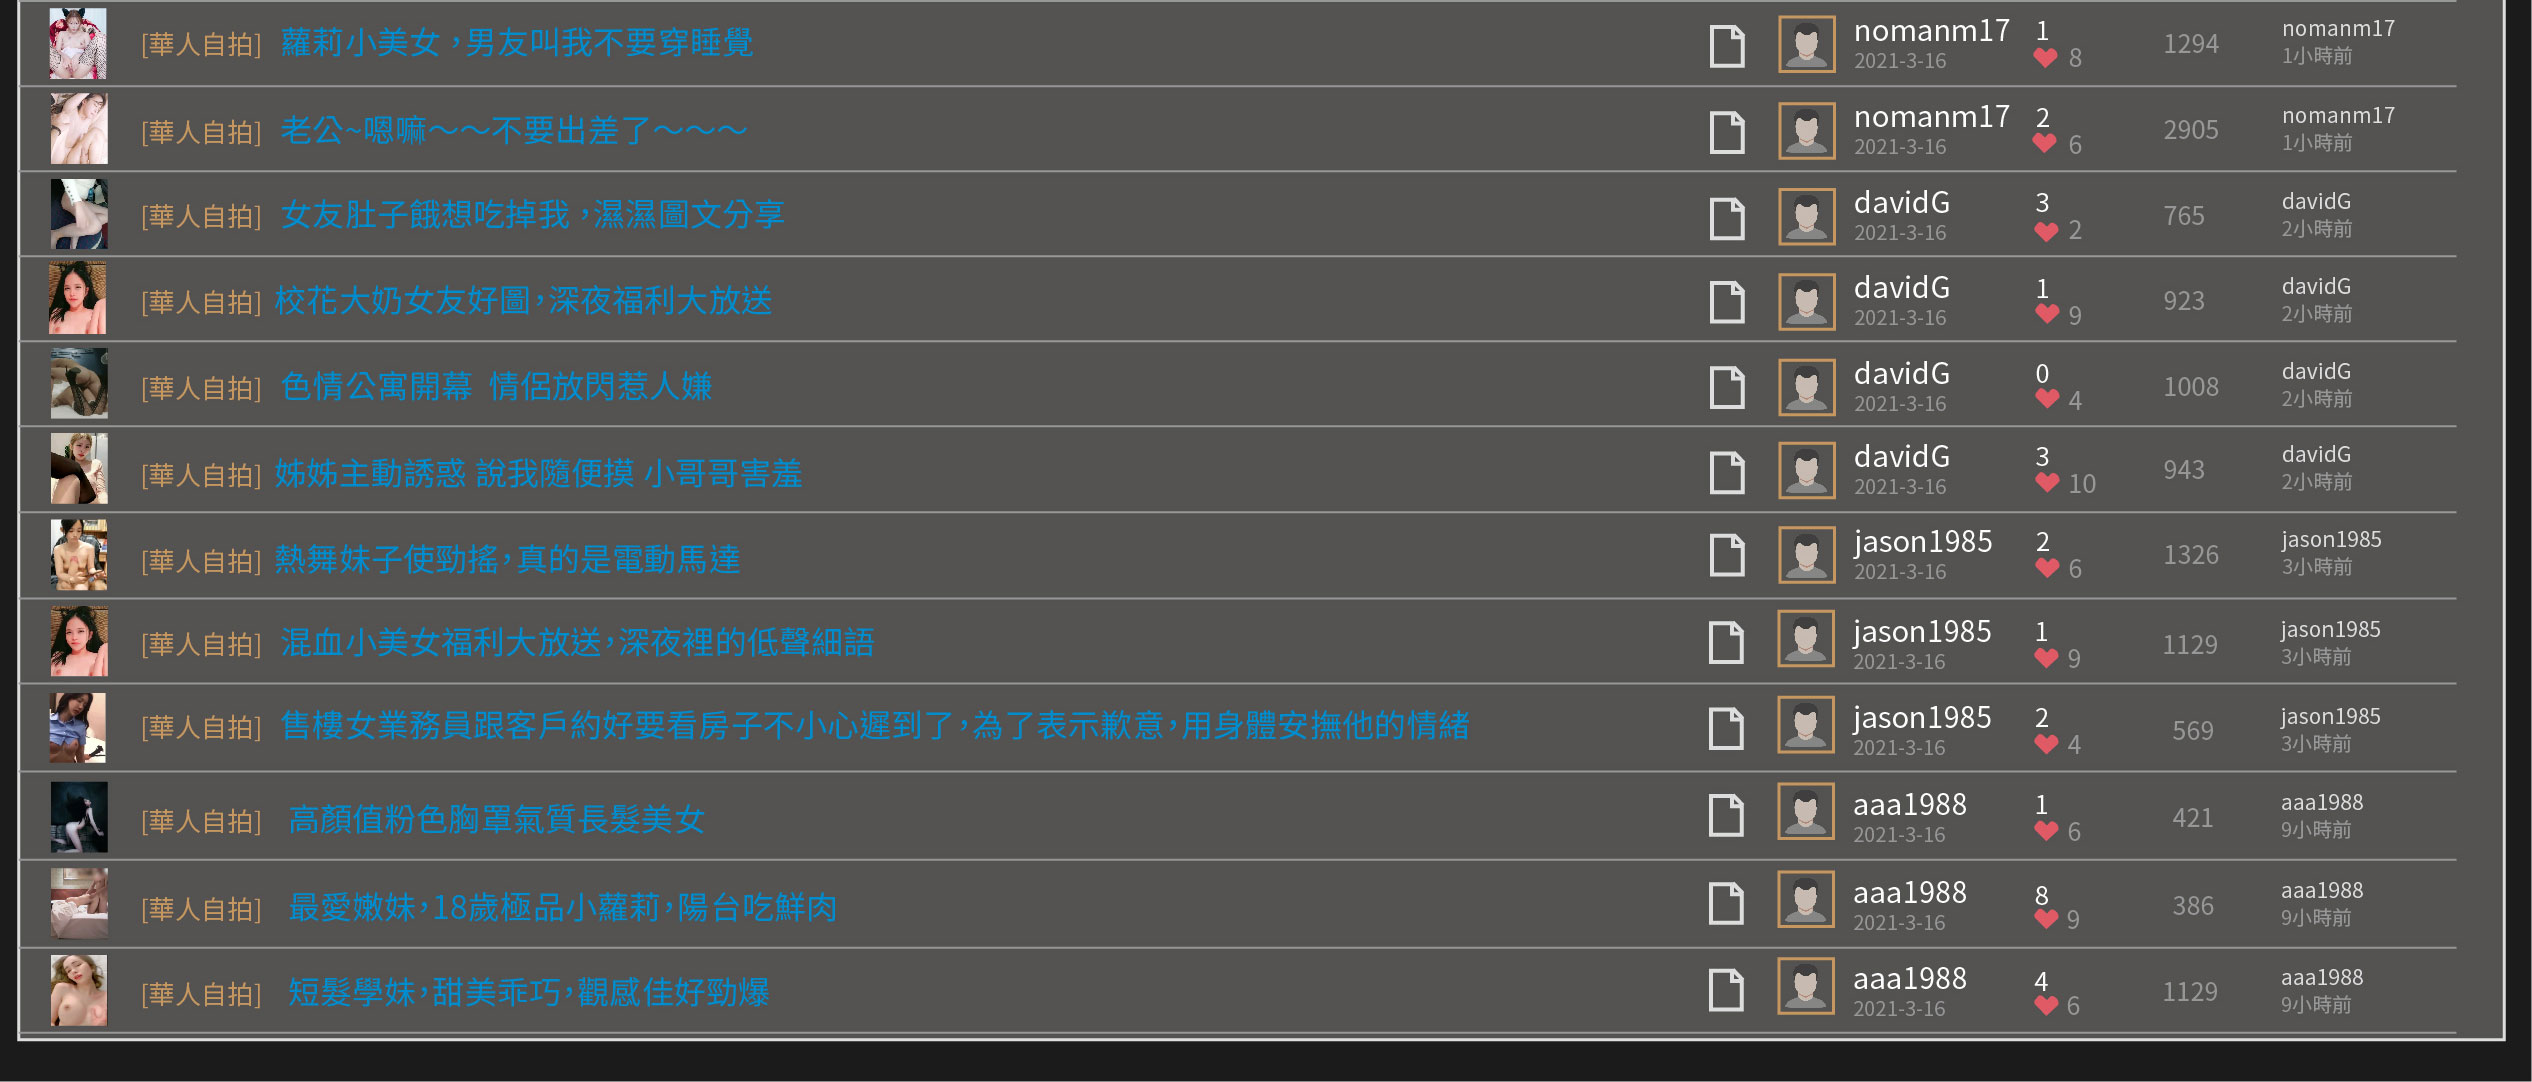 [華人自拍] 蘿莉小美女，男友叫我不要穿睡覺 nomanm17 1 1294 nomanm17
2021-3-16 8 1小時前
[華人自拍] 老公~嗯嘛～～不要出差了～～～ nomanm17 2 2905 nomanm17
2021-3-16 6 1小時前
[華人自拍] 女友肚子餓想吃掉我，濕濕圖文分享 davidG 3 765 davidG
2021-3-16 2 2小時前
[華人自拍] 校花大奶女友好圖，深夜福利大放送 davidG 1 923 davidG
2021-3-16 9 2小時前
[華人自拍] 色情公寓開幕 情侶放閃惹人嫌 davidG 0 1008 davidG
2021-3-16 4 2小時前
[華人自拍] 姊姊主動誘惑 說我隨便摸 小哥哥害羞 davidG 3 943 davidG
2021-3-16 10 2小時前
[華人自拍] 熱舞妹子使勁搖，真的是電動馬達 jason1985 2 1326 jason1985
2021-3-16 6 3小時前
[華人自拍] 混血小美女福利大放送，深夜裡的低聲細語 jason1985 1 1129 jason1985
2021-3-16 9 3小時前
[華人自拍] 售樓女業務員跟客戶約好要看房子不小心遲到了，為了表示歉意，用身體安撫他的情緒 jason1985 2 569 jason1985
2021-3-16 4 3小時前
[華人自拍] 高顏值粉色胸罩氣質長髮美女 aaa1988 1 421 aaa1988
2021-3-16 6 9小時前
[華人自拍] 最愛嫩妹，18歲極品小蘿莉，陽台吃鮮肉 aaa1988 8 386 aaa1988
2021-3-16 9 9小時前
[華人自拍] 短髮學妹，甜美乖巧，觀感佳好勁爆 aaa1988 4 1129 aaa1988
2021-3-16 6 9小時前